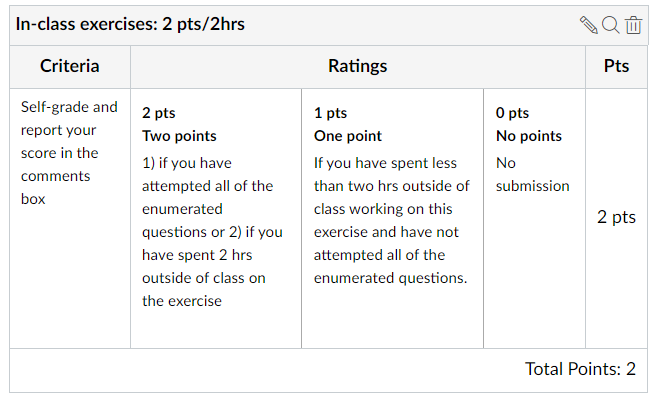 In-class exercises: 2 pts/2hrs
Criteria
Ratings
Pts
Self-grade and
report your
score in the
comments
box
2 pts
Two points
1) if you have
attempted all of the
enumerated
questions or 2) if you
have spent 2 hrs
outside of class on
the exercise
1 pts
One point
If you have spent less
than two hrs outside of
class working on this
exercise and have not
attempted all of the
enumerated questions.
0 pts
No points
No
submission
2 pts
Total Points: 2